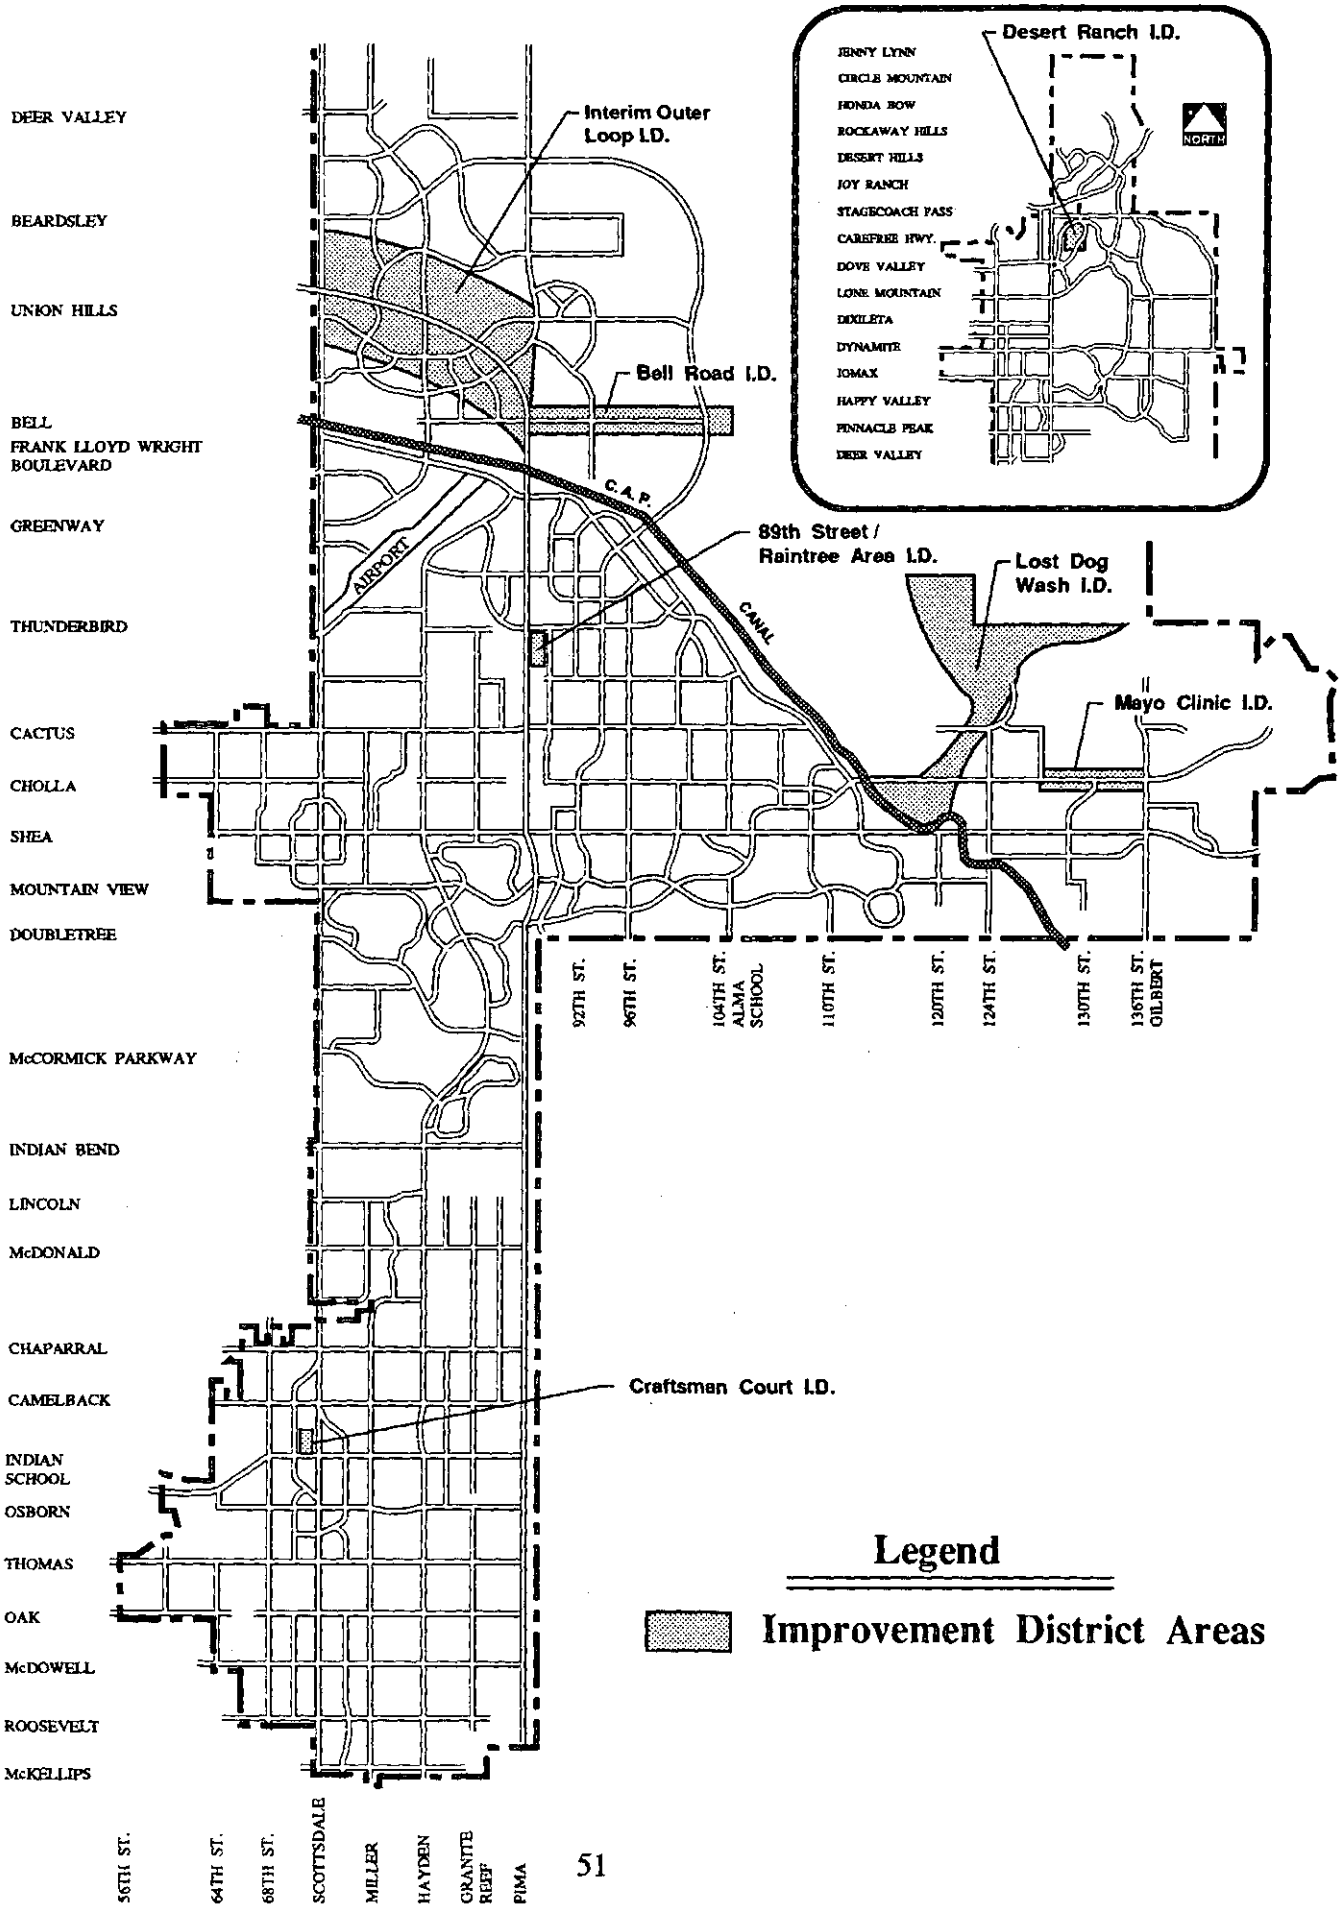 Desert Ranch I.D.
JENNY LYNN
CIRCLE MOUNTAIN
HONDA BOW
ROCKAWAY HILLS
DESERT HILLS
JOY RANCH
STAGECOACH PASS
CAREFREE HWY.
DOVE VALLEY
LONE MOUNTAIN
DIXILETA
DYNAMITE
JOMAX
HAPPY VALLEY
PINNACLE PEAK
DEER VALLEY
NORTH
Interim Outer
Loop I.D.
Bell Road I.D.
C.A.P.
CANAL
AIRPORT
89th Street /
Raintree Area I.D.
Lost Dog
Wash I.D.
Mayo Clinic I.D.
Craftsman Court I.D.
DEER VALLEY
BEARDSLEY
UNION HILLS
BELL
FRANK LLOYD WRIGHT
BOULEVARD
GREENWAY
THUNDERBIRD
CACTUS
CHOLLA
SHEA
MOUNTAIN VIEW
DOUBLETREE
McCORMICK PARKWAY
INDIAN BEND
LINCOLN
McDONALD
CHAPARRAL
CAMELBACK
INDIAN
SCHOOL
OSBORN
THOMAS
OAK
McDOWELL
ROOSEVELT
McKELLIPS
92TH ST.
96TH ST.
104TH ST.
ALMA
SCHOOL
110TH ST.
120TH ST.
124TH ST.
130TH ST.
136TH ST.
GILBERT
Legend
Improvement District Areas
56TH ST.
64TH ST.
68TH ST.
SCOTTSDALE
MILLER
HAYDEN
GRANITE
REEF
PIMA
51